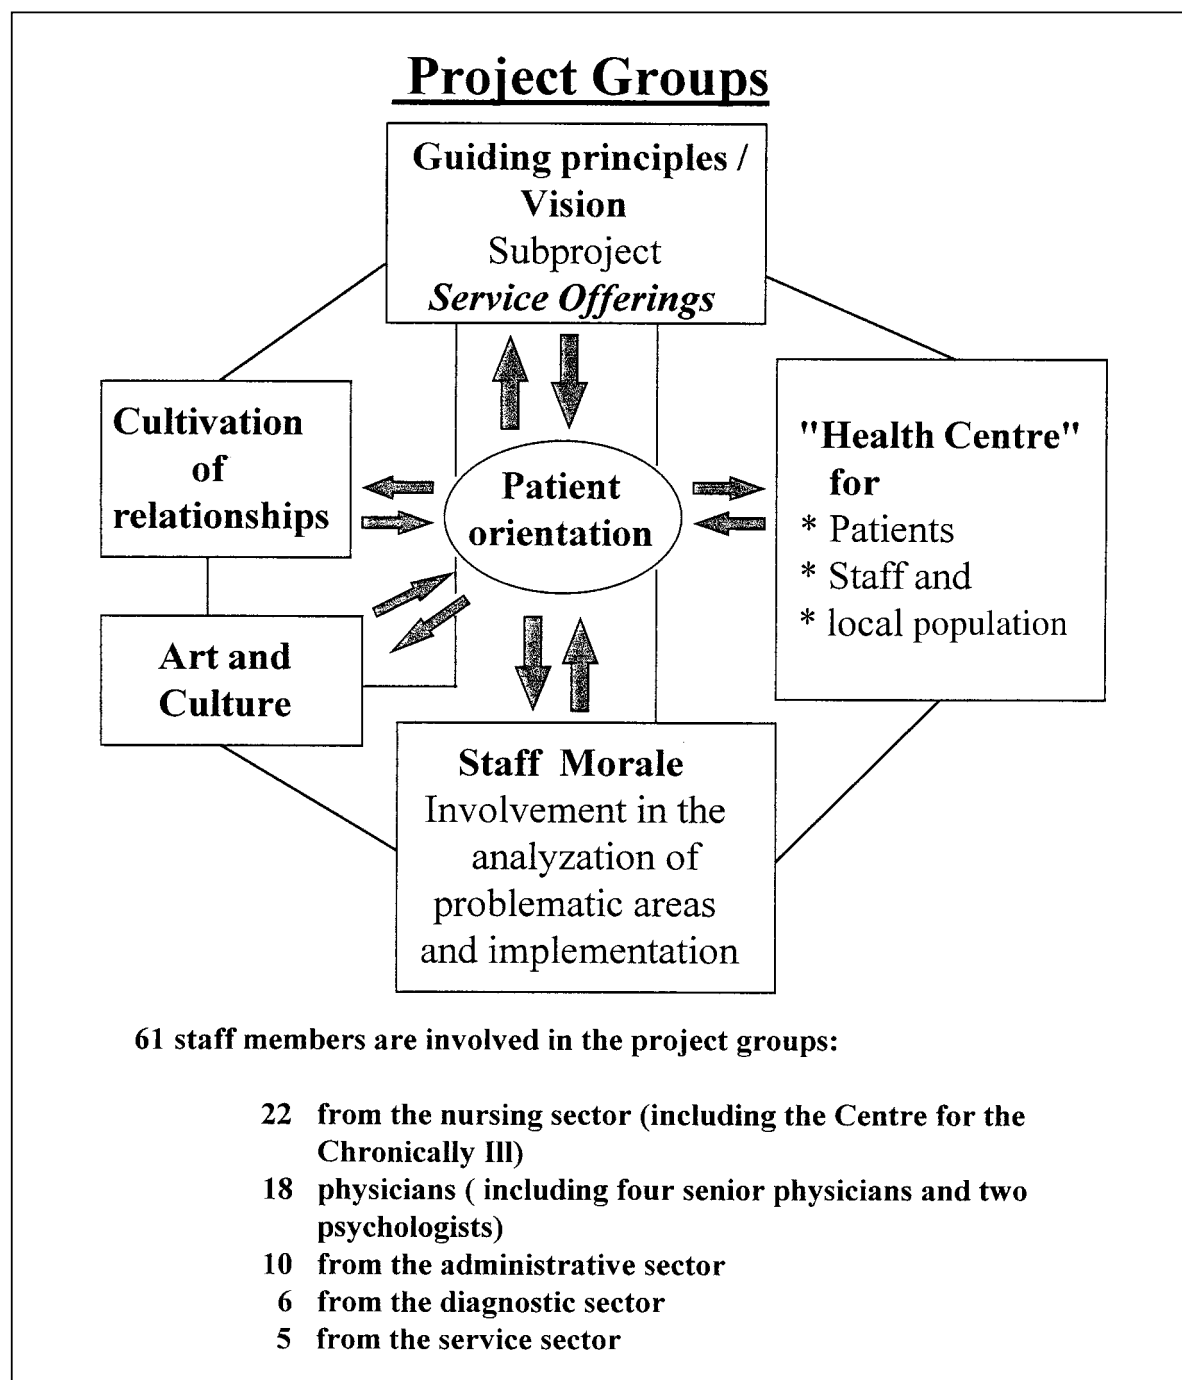 Project Groups
Guiding principles /
Vision
Subproject
Service Offerings
Cultivation
of
relationships
Patient
orientation
"Health Centre"
for
* Patients
* Staff and
* local population
Art and
Culture
Staff Morale
Involvement in the
analyzation of
problematic areas
and implementation
61 staff members are involved in the project groups:
22 from the nursing sector (including the Centre for the
Chronically Ill)
18 physicians ( including four senior physicians and two
psychologists)
10 from the administrative sector
6 from the diagnostic sector
5 from the service sector